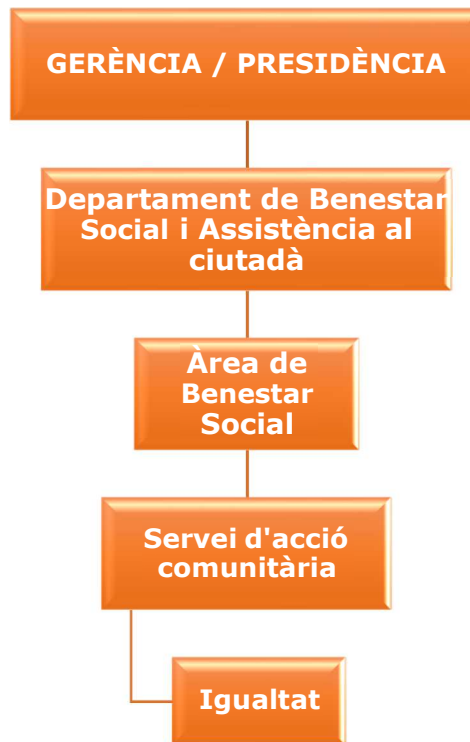 GERÈNCIA / PRESIDÈNCIA
Departament de Benestar
Social i Assistència al
ciutadà
Àrea de
Benestar
Social
Servei d'acció
comunitària
Igualtat